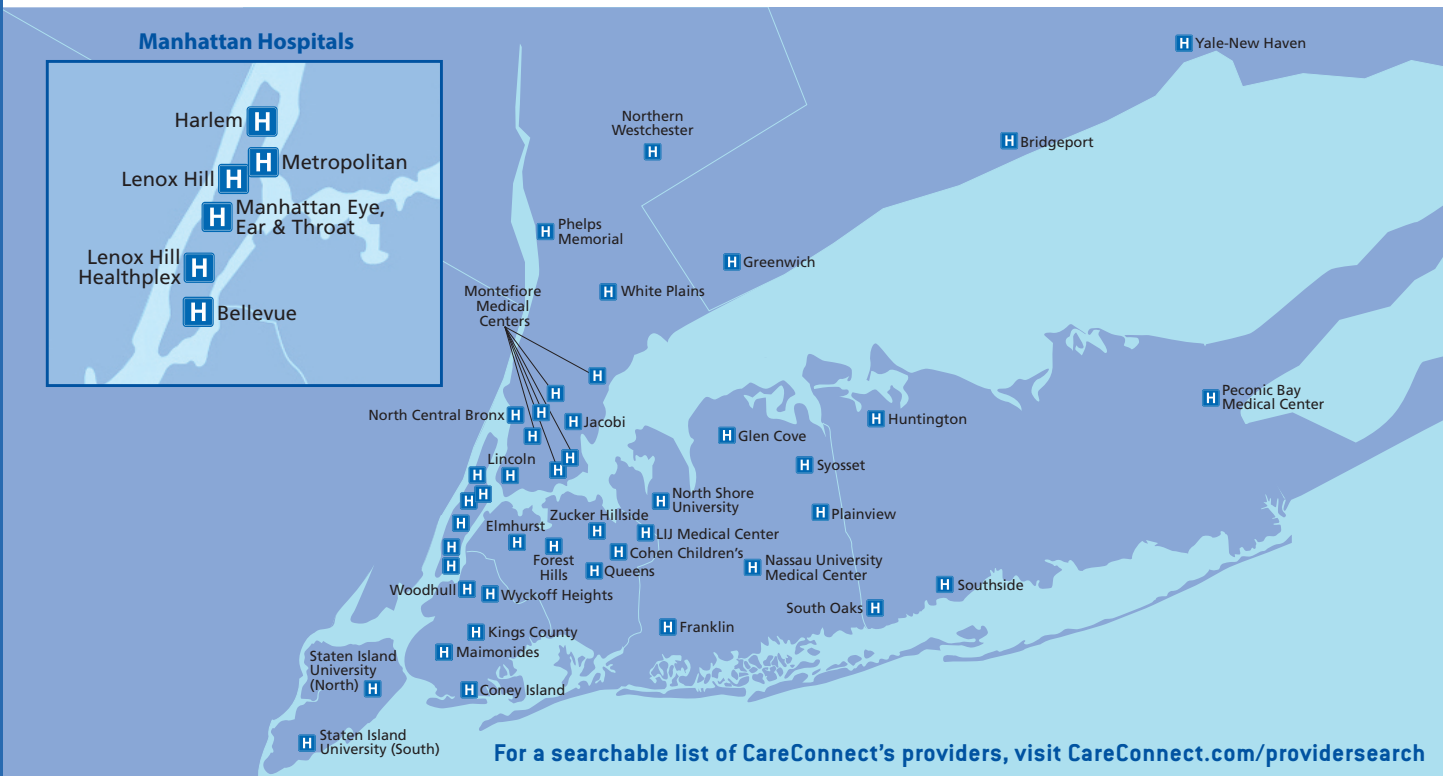 Manhattan Hospitals
Harlem H
H Metropolitan
Lenox Hill H
H Manhattan Eye,
Ear & Throat
Lenox Hill
Healthplex H
H Bellevue
H Yale-New Haven
Northern
Westchester
H
H Bridgeport
H Phelps
Memorial
H Greenwich
H White Plains
Montefiore
Medical
Centers
H
H
H
H
H
H
North Central Bronx H
H Jacobi
H Peconic Bay
Medical Center
H Huntington
H Glen Cove
H Syosset
Lincoln
H
H
H
H
H
H
H
H North Shore
University
H Plainview
Zucker Hillside
H
Elmhurst
H
H LIJ Medical Center
H
Forest
Hills
H Cohen Children's
H Queens
H Nassau University
Medical Center
Woodhull H
H Wyckoff Heights
H Southside
South Oaks H
H Kings County
H Franklin
H Maimonides
Staten Island
University
(North) H
H Coney Island
H Staten Island
University (South)
For a searchable list of CareConnect's providers, visit CareConnect.com/providersearch